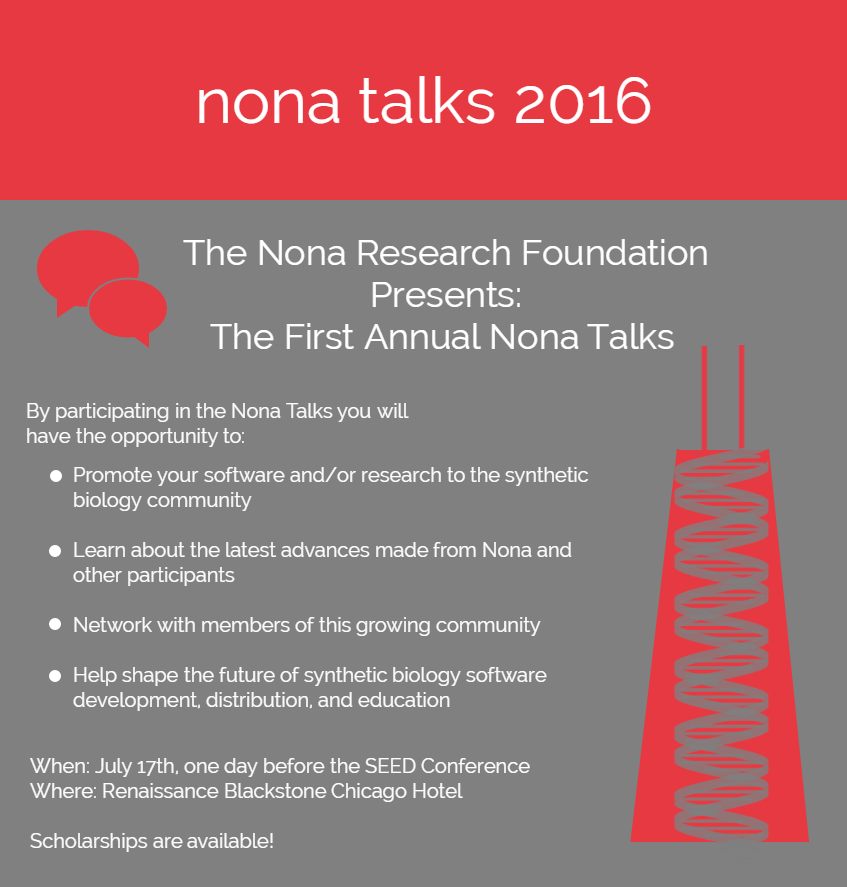 nona talks 2016
The Nona Research Foundation
Presents:
The First Annual Nona Talks
By participating in the Nona Talks you will
have the opportunity to:
Promote your software and/or research to the synthetic
biology community
Learn about the latest advances made from Nona and
other participants
Network with members of this growing community
Help shape the future of synthetic biology software
development, distribution, and education
When: July 17th, one day before the SEED Conference
Where: Renaissance Blackstone Chicago Hotel
Scholarships are available!